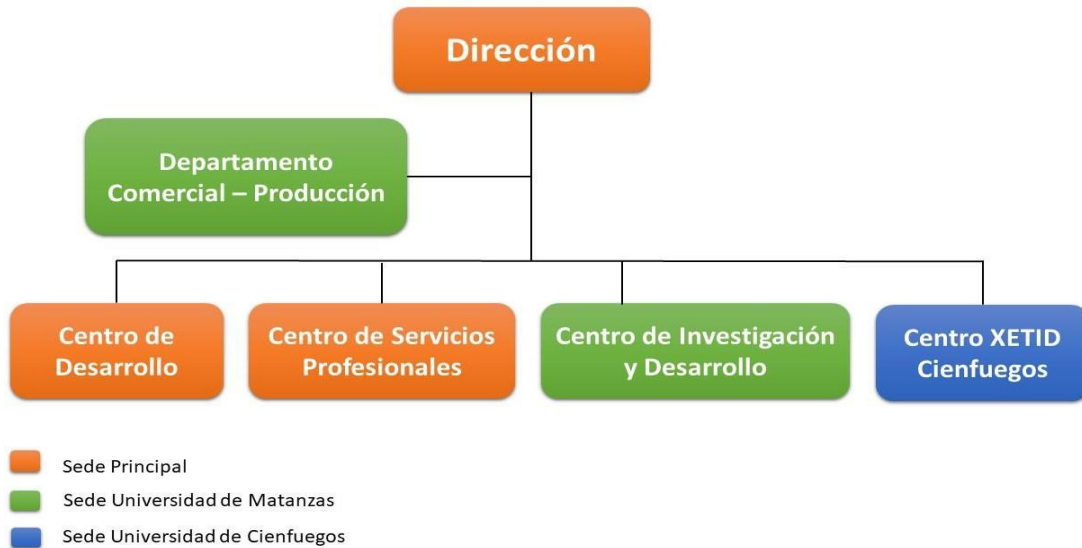 Dirección
Departamento
Comercial – Producción
Centro de
Desarrollo
Centro de Servicios
Profesionales
Centro de Investigación
y Desarrollo
Centro XETID
Cienfuegos
Sede Principal
Sede Universidad de Matanzas
Sede Universidad de Cienfuegos